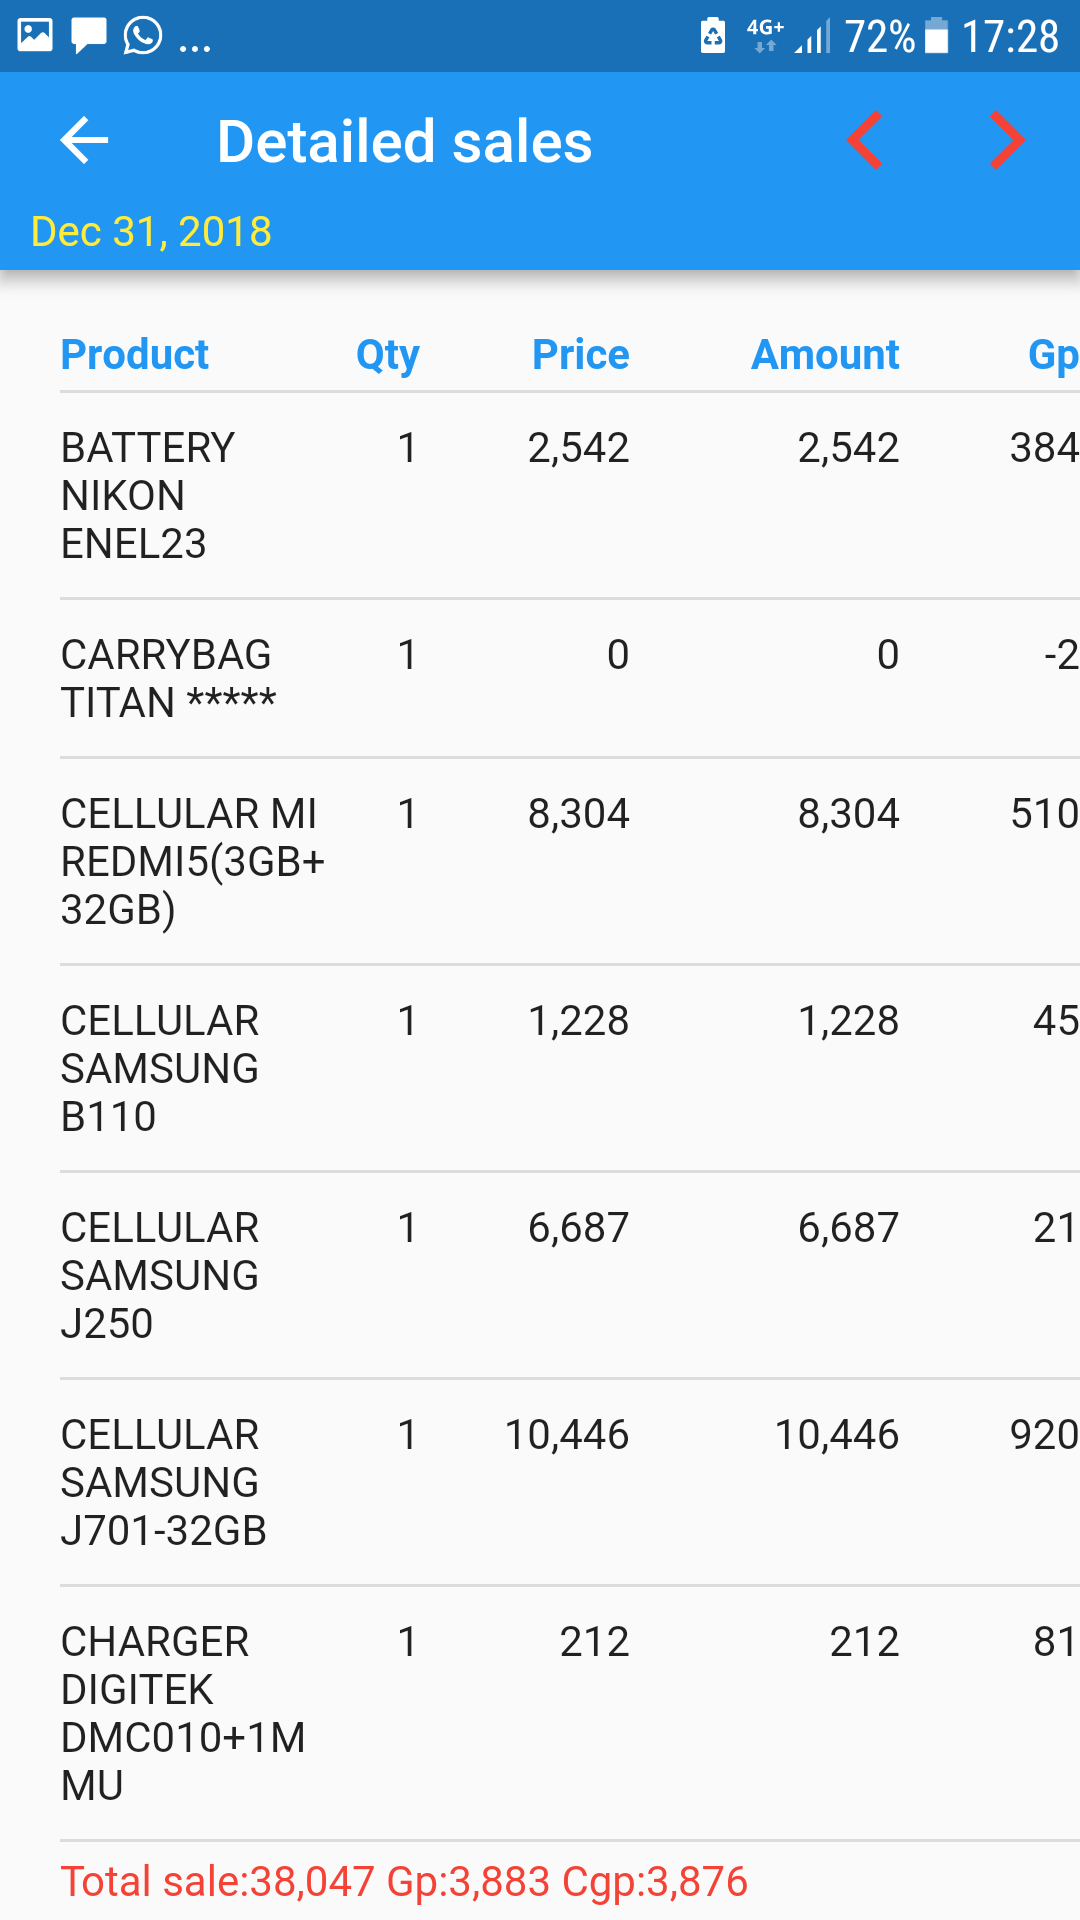 ... 4G+ 72% 17:28
Detailed sales
Dec 31, 2018
Product Qty Price Amount Gp
BATTERY 1 2,542 2,542 384
NIKON
ENEL23
CARRYBAG 1 0 0 -2
TITAN *****
CELLULAR MI 1 8,304 8,304 510
REDMI5(3GB+
32GB)
CELLULAR 1 1,228 1,228 45
SAMSUNG
B110
CELLULAR 1 6,687 6,687 21
SAMSUNG
J250
CELLULAR 1 10,446 10,446 920
SAMSUNG
J701-32GB
CHARGER 1 212 212 81
DIGITEK
DMC010+1M
MU
Total sale:38,047 Gp:3,883 Cgp:3,876